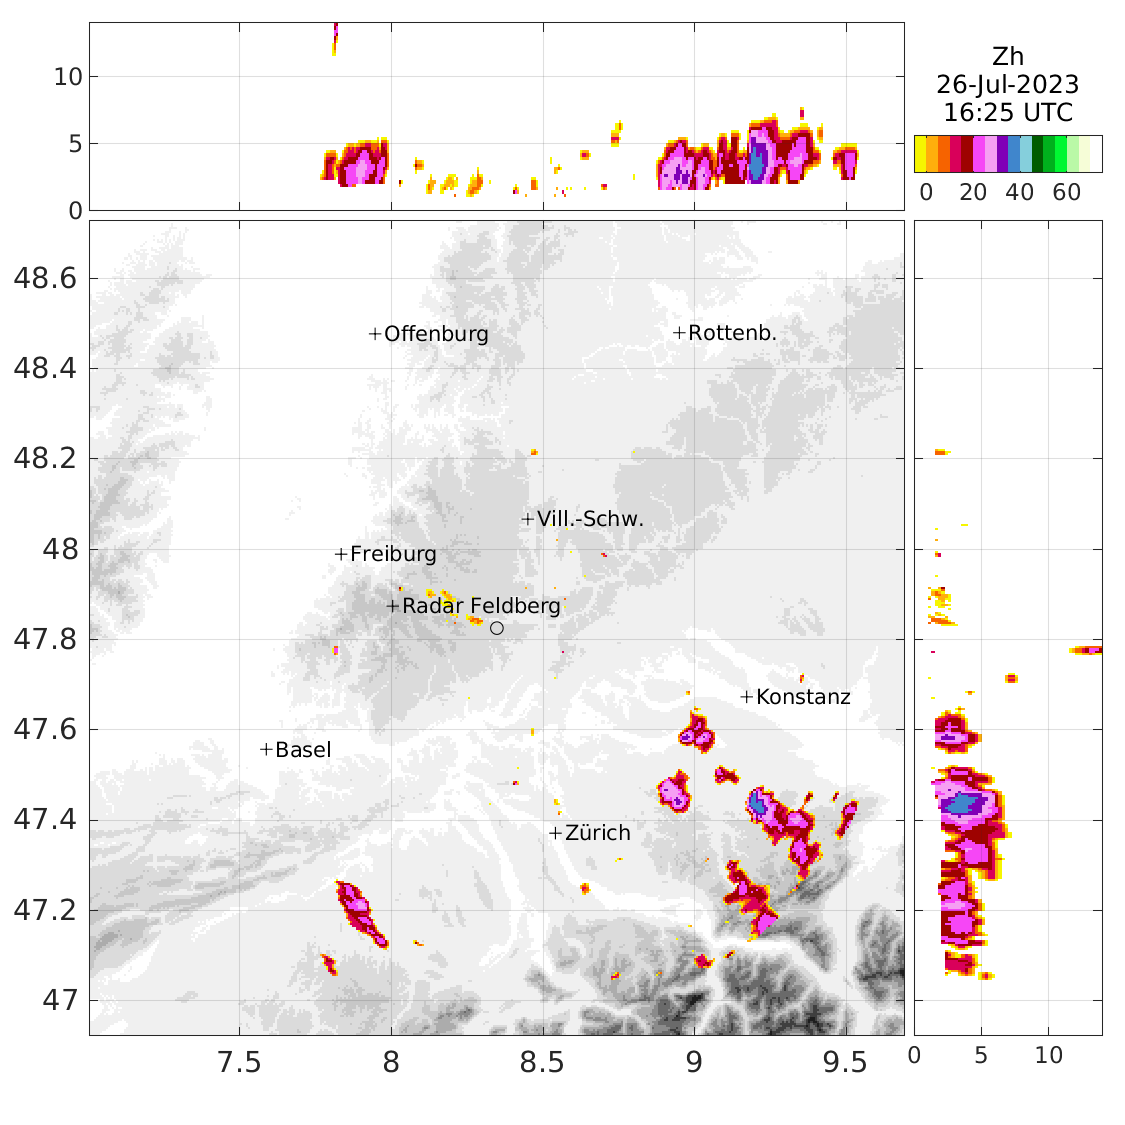 10
5
0
Zh
26-Jul-2023
16:25 UTC
0 20 40 60
48.6
48.4
48.2
48
47.8
47.6
47.4
47.2
47
+Offenburg
+Rottenb.
+Vill.-Schw.
+Freiburg
+Radar Feldberg
+Konstanz
+Basel
+Zürich
7.5 8 8.5 9 9.5
0 5 10